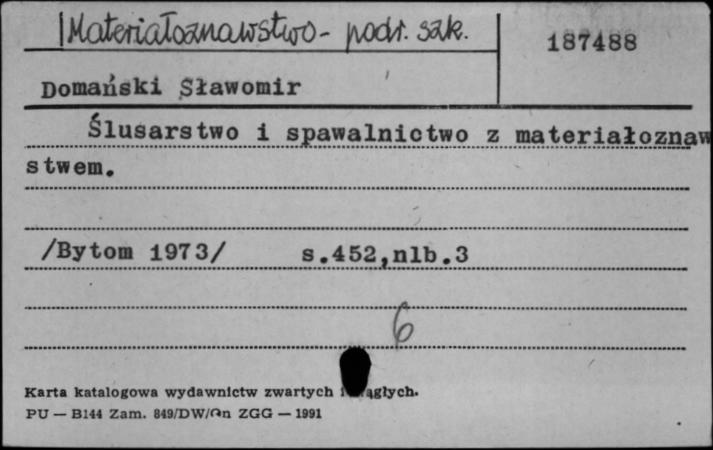 Materiałoznawstwo - podr. szk.
187488
Domański Sławomir
Ślusarstwo i spawalnictwo z materiałoznaw
stwem.
/Bytom 1973/ s.452,nlb.3
6
Karta katalogowa wydawnictw zwartych i
PU — B144 Zam. 849/DW/On ZGG — 1991